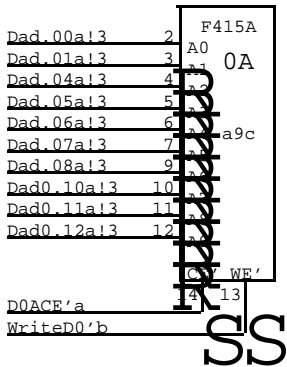 F415A
Dad.00a!3 2 A0 0A
Dad.01a!3 3 A1
Dad.04a!3 4 A2
Dad.05a!3 5
Dad.06a!3 6 a9c
Dad.07a!3 7
Dad.08a!3 9
Dad0.10a!3 10
Dad0.11a!3 11
Dad0.12a!3 12
WE'
14 13
D0ACE'a
WriteD0'b
SS